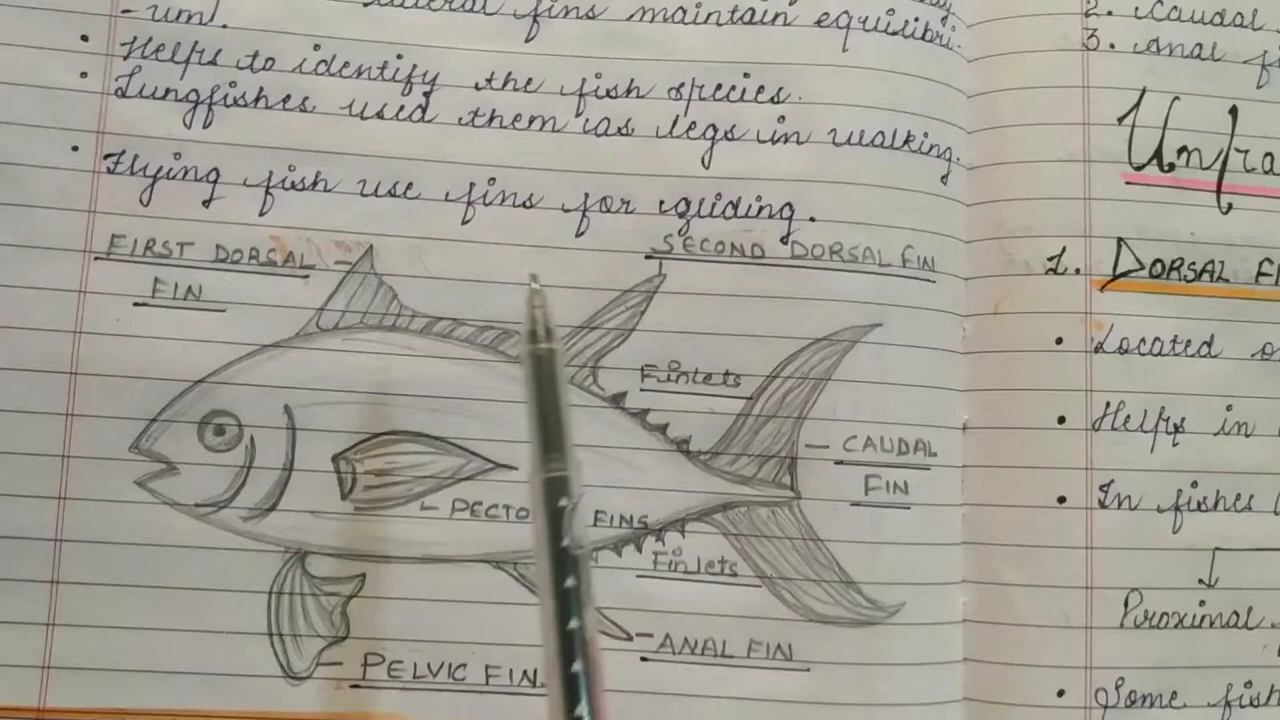 fins maintain equilibri-
-um.
Helps to identify the fish species.
Lungfishes used them as legs in walking.
Flying fish use fins for gliding.
FIRST DORSAL
FIN
SECOND DORSAL FIN
Finlets
CAUDAL
FIN
PECTO FINS
Finlets
ANAL FIN
PELVIC FIN
2. Caudal
3. Anal
1. DORSAL
Located
Helps in
In fishes
Proximal
Some